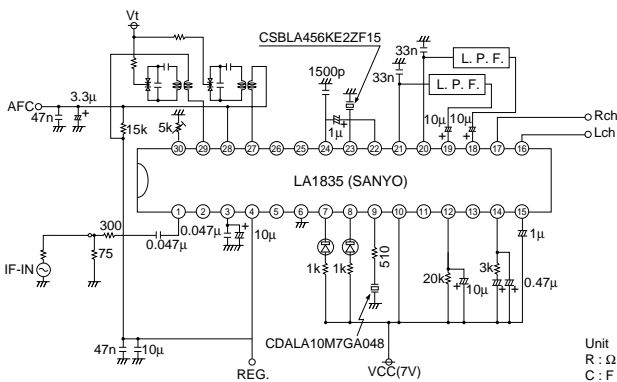 Vt
CSBLA456KE2ZF15
33n
L. P. F.
1500p
33n
L. P. F.
3.3μ
+
AFC
47n
15k
5k
1μ
+
10μ
10μ
+
+
Rch
Lch
30 29 28 27 26 25 24 23 22 21 20 19 18 17 16
LA1835 (SANYO)
1 2 3 4 5 6 7 8 9 10 11 12 13 14 15
300
0.047μ
0.047μ
+
10μ
75
IF-IN
1k
1k
510
20k
+
10μ
3k
+
+
0.47μ
1μ
47n
10μ
CDALA10M7GA048
REG.
VCC(7V)
Unit
R : Ω
C : F